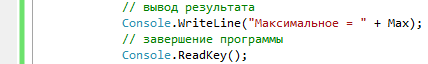 // вывод результата
Console.WriteLine("Максимальное = " + Max);
// завершение программы
Console.ReadKey();